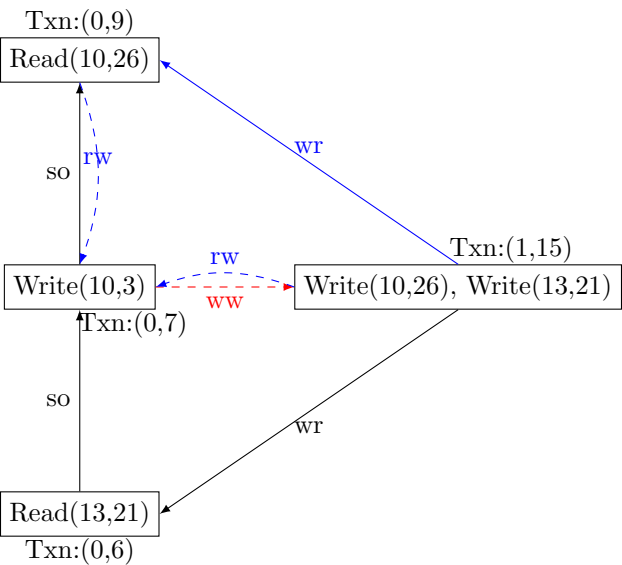 Txn:(0,9)
Read(10,26)
wr
rw
so
Txn:(1,15)
rw
Write(10,3)
Write(10,26), Write(13,21)
ww
Txn:(0,7)
so
wr
Read(13,21)
Txn:(0,6)